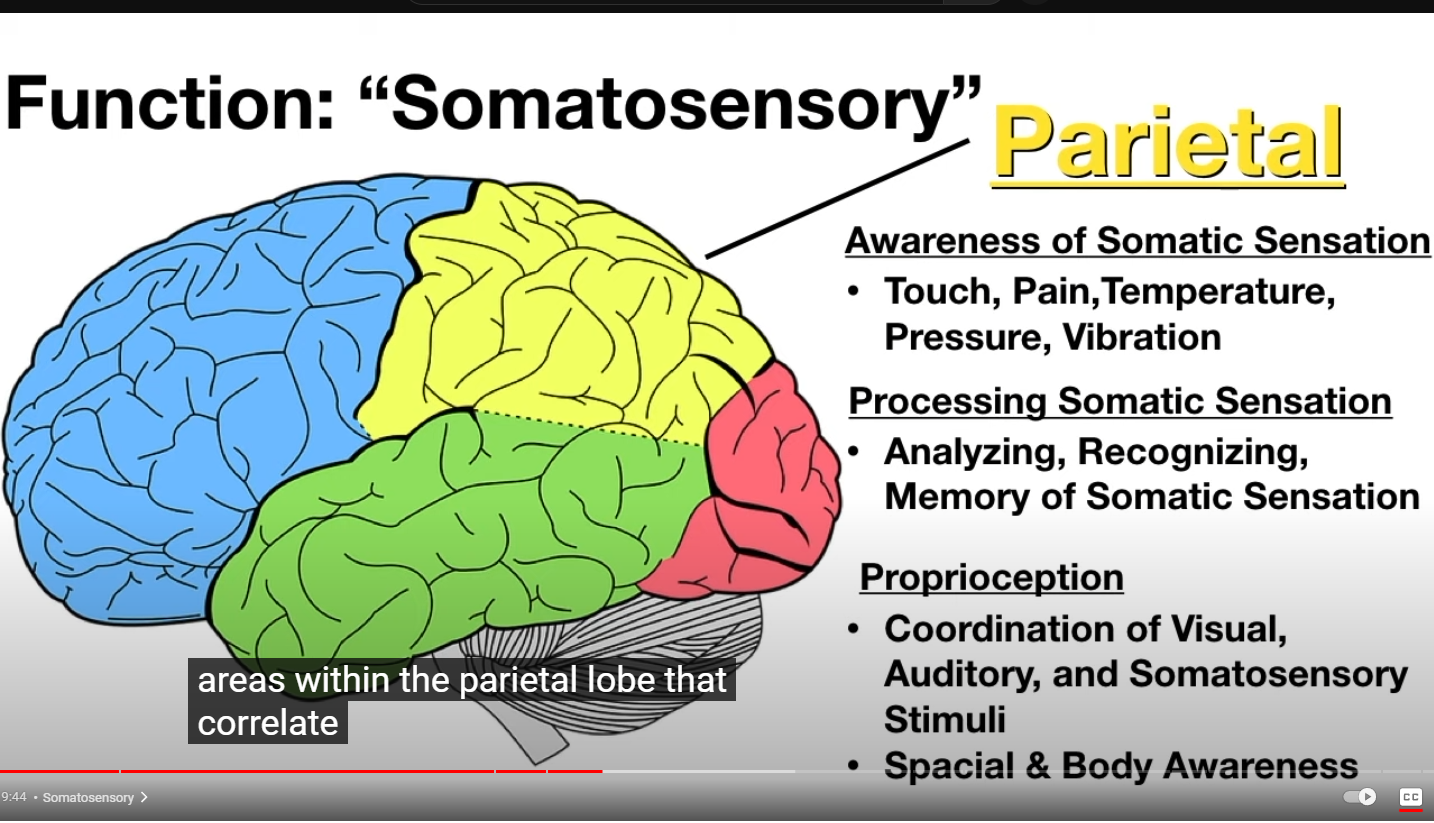 Function: “Somatosensory”
Parietal
Awareness of Somatic Sensation
• Touch, Pain,Temperature,
Pressure, Vibration
Processing Somatic Sensation
• Analyzing, Recognizing,
Memory of Somatic Sensation
Proprioception
• Coordination of Visual,
Auditory, and Somatosensory
Stimuli
• Spacial & Body Awareness
areas within the parietal lobe that
correlate
9:44 • Somatosensory
CC